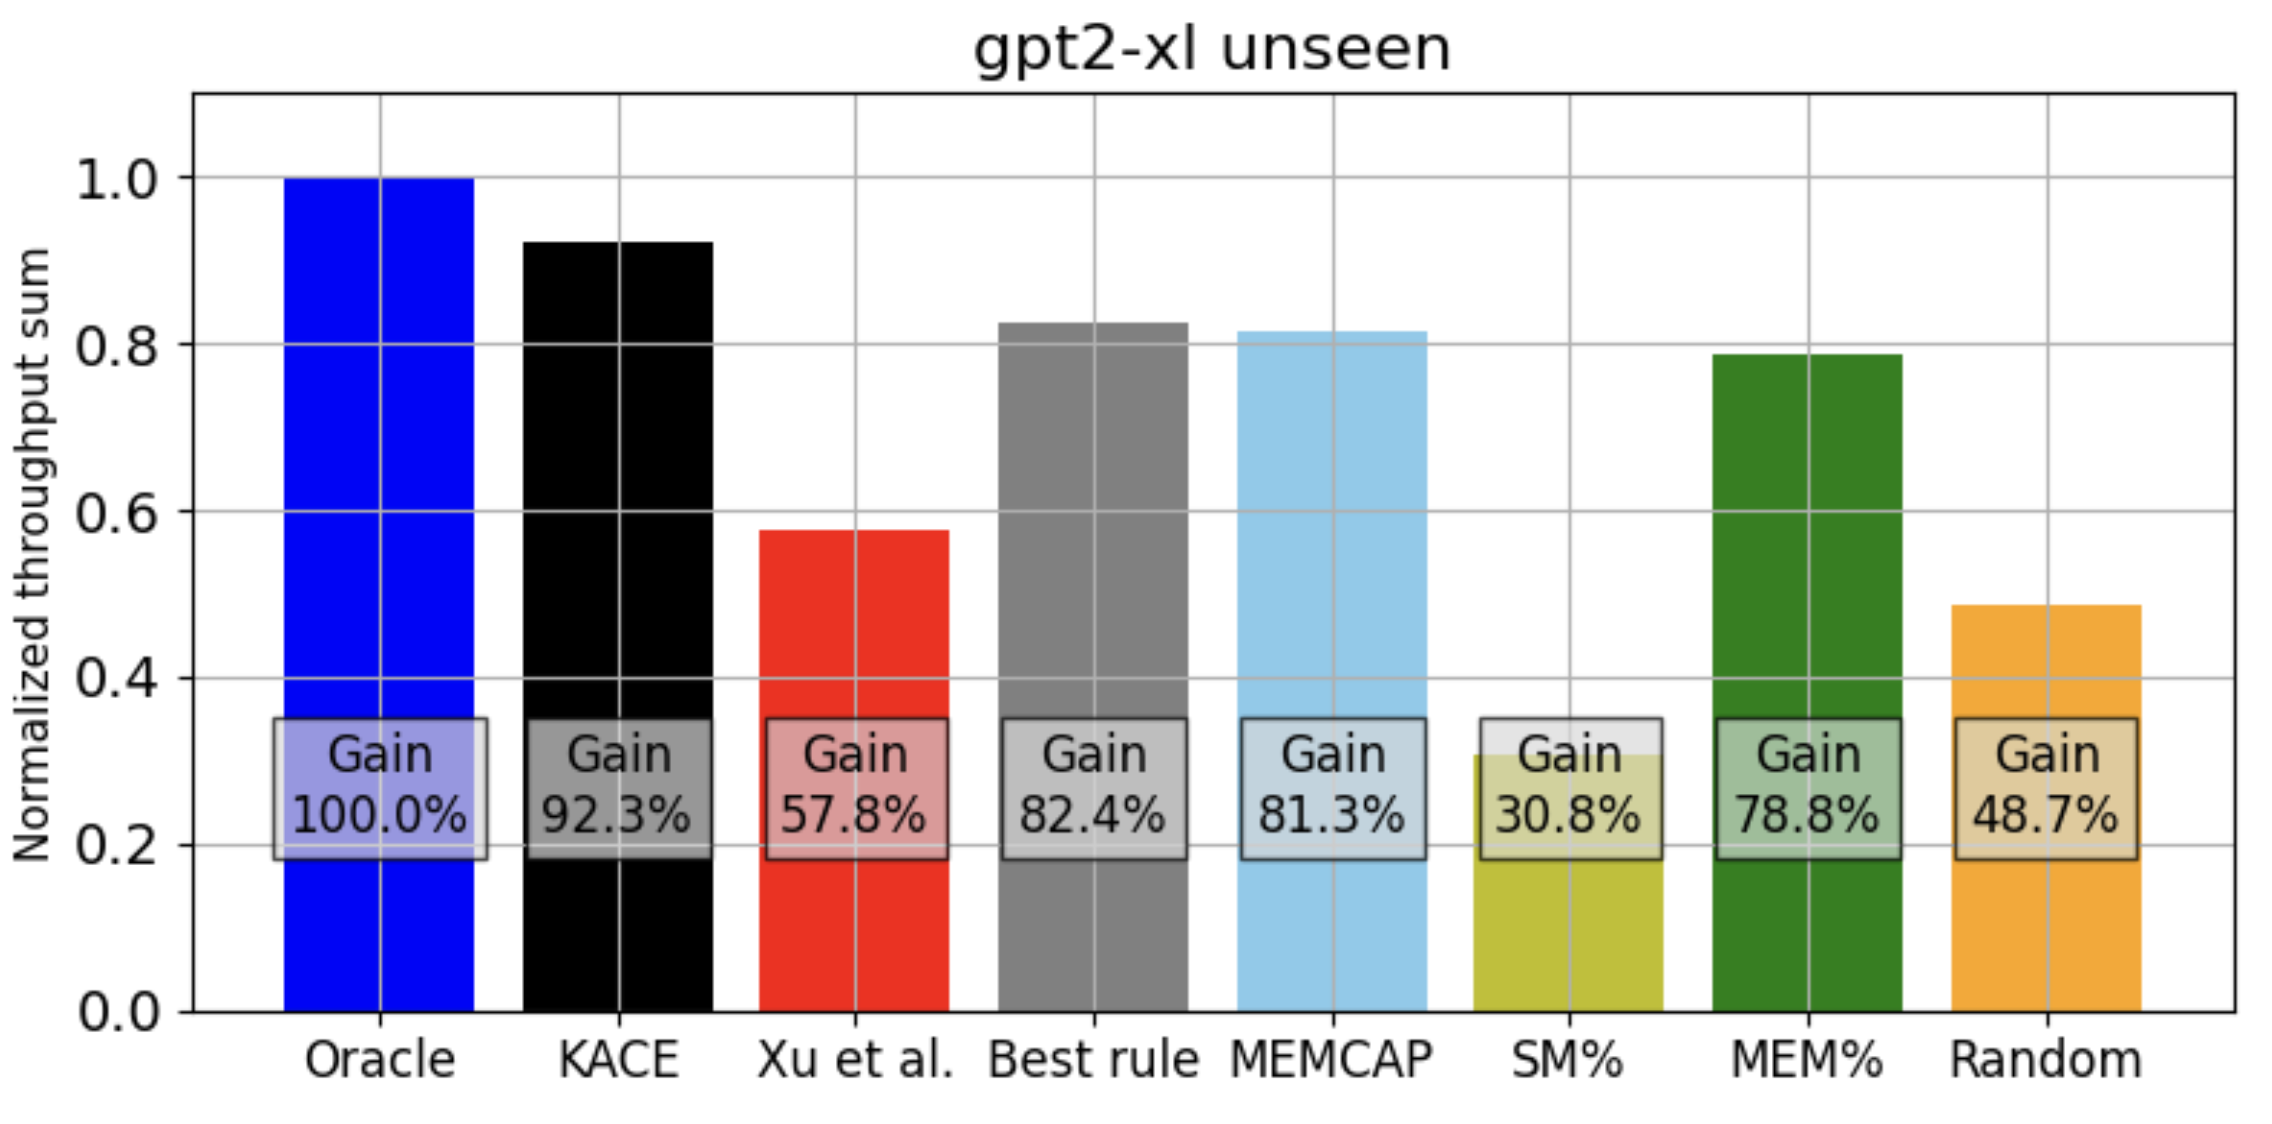 gpt2-xl unseen
Normalized throughput sum
1.0
0.8
0.6
0.4
0.2
0.0
Gain
100.0%
Gain
92.3%
Gain
57.8%
Gain
82.4%
Gain
81.3%
Gain
30.8%
Gain
78.8%
Gain
48.7%
Oracle
KACE
Xu et al.
Best rule
MEMCAP
SM%
MEM%
Random